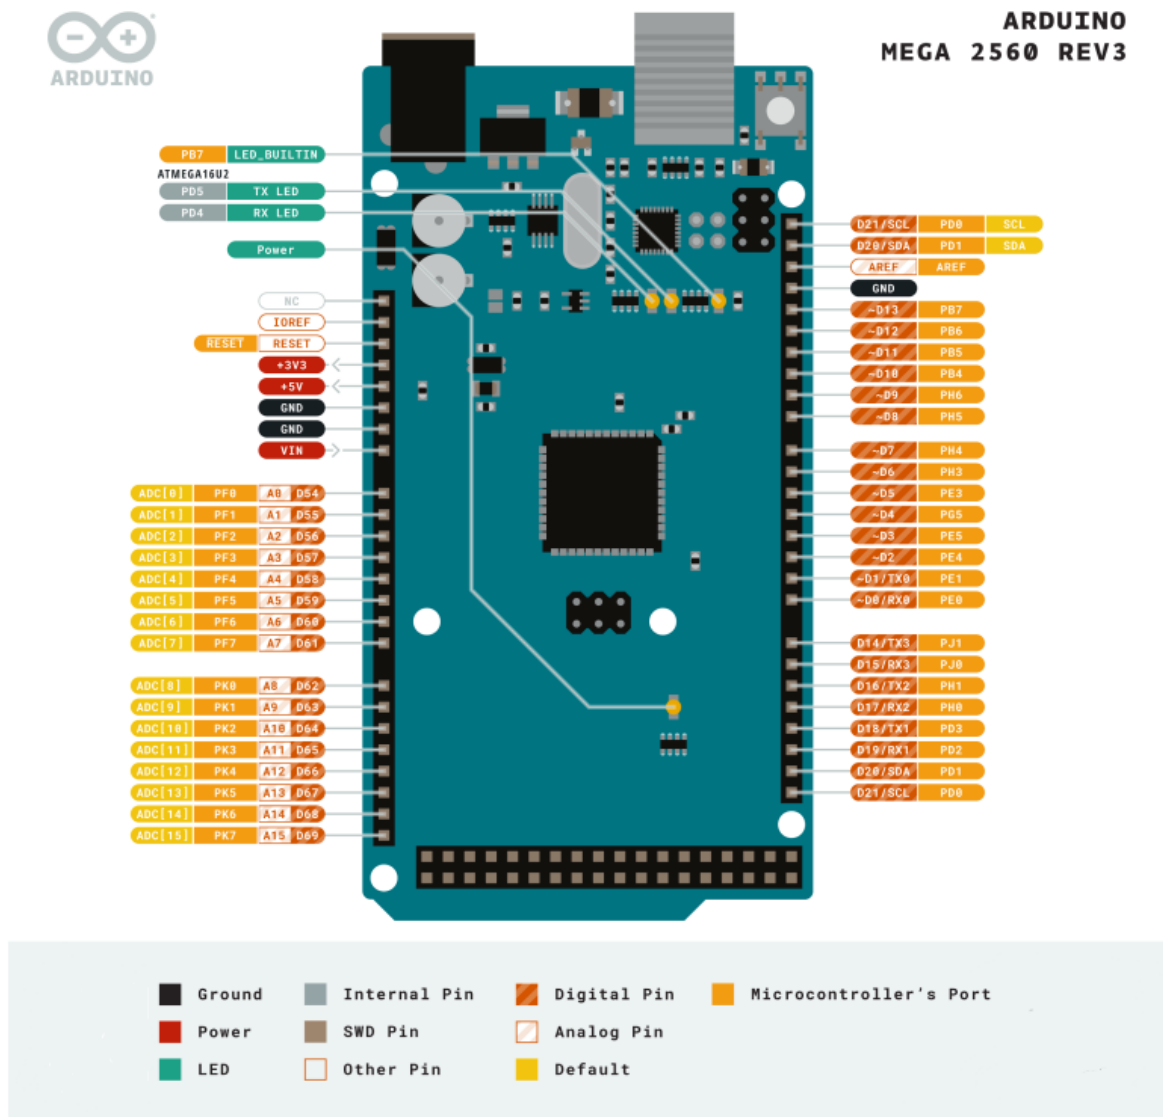 ARDUINO
MEGA 2560 REV3
ARDUINO
PB7 LED_BUILTIN
ATMEGA16U2
PD5 TX LED
PD4 RX LED
Power
NC
IOREF
RESET RESET
+3V3
+5V
GND
GND
VIN
ADC[0] PF0 A0 D54
ADC[1] PF1 A1 D55
ADC[2] PF2 A2 D56
ADC[3] PF3 A3 D57
ADC[4] PF4 A4 D58
ADC[5] PF5 A5 D59
ADC[6] PF6 A6 D60
ADC[7] PF7 A7 D61
ADC[8] PK0 A8 D62
ADC[9] PK1 A9 D63
ADC[10] PK2 A10 D64
ADC[11] PK3 A11 D65
ADC[12] PK4 A12 D66
ADC[13] PK5 A13 D67
ADC[14] PK6 A14 D68
ADC[15] PK7 A15 D69
D21/SCL PD0 SCL
D20/SDA PD1 SDA
AREF AREF
GND
~D13 PB7
~D12 PB6
~D11 PB5
~D10 PB4
~D9 PH6
~D8 PH5
~D7 PH4
~D6 PH3
~D5 PE3
~D4 PG5
~D3 PE5
~D2 PE4
~D1/TX0 PE1
~D0/RX0 PE0
D14/TX3 PJ1
D15/RX3 PJ0
D16/TX2 PH1
D17/RX2 PH0
D18/TX1 PD3
D19/RX1 PD2
D20/SDA PD1
D21/SCL PD0
Ground
Power
LED
Internal Pin
SWD Pin
Other Pin
Digital Pin
Analog Pin
Default
Microcontroller's Port